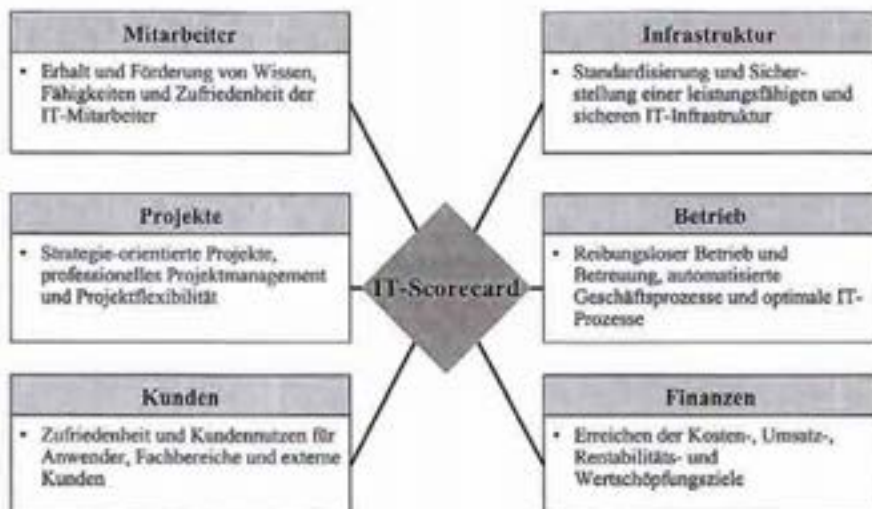 Mitarbeiter
• Erhalt und Förderung von Wissen,
Fähigkeiten und Zufriedenheit der
IT-Mitarbeiter
Infrastruktur
• Standardisierung und Sicher-
stellung einer leistungsfähigen und
sicheren IT-Infrastruktur
Projekte
• Strategie-orientierte Projekte,
professionelles Projektmanagement
und Projektflexibilität
IT-Scorecard
Betrieb
• Reibungsloser Betrieb und
Betreuung, automatisierte
Geschäftsprozesse und optimale IT-
Prozesse
Kunden
• Zufriedenheit und Kundennutzen für
Anwender, Fachbereiche und externe
Kunden
Finanzen
• Erreichen der Kosten-, Umsatz-,
Rentabilitäts- und
Wertschöpfungsziele